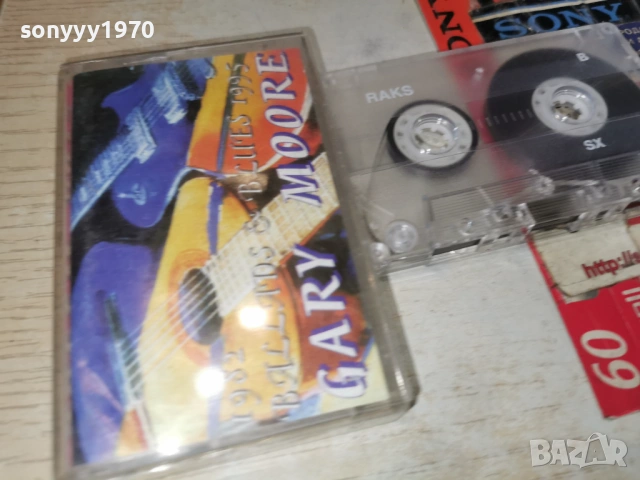 sonyyy1970
GARY MOORE
BALLADS & BLUES 1995
1982
RAKS
B
SX
SONY
http://
60
BAZAR